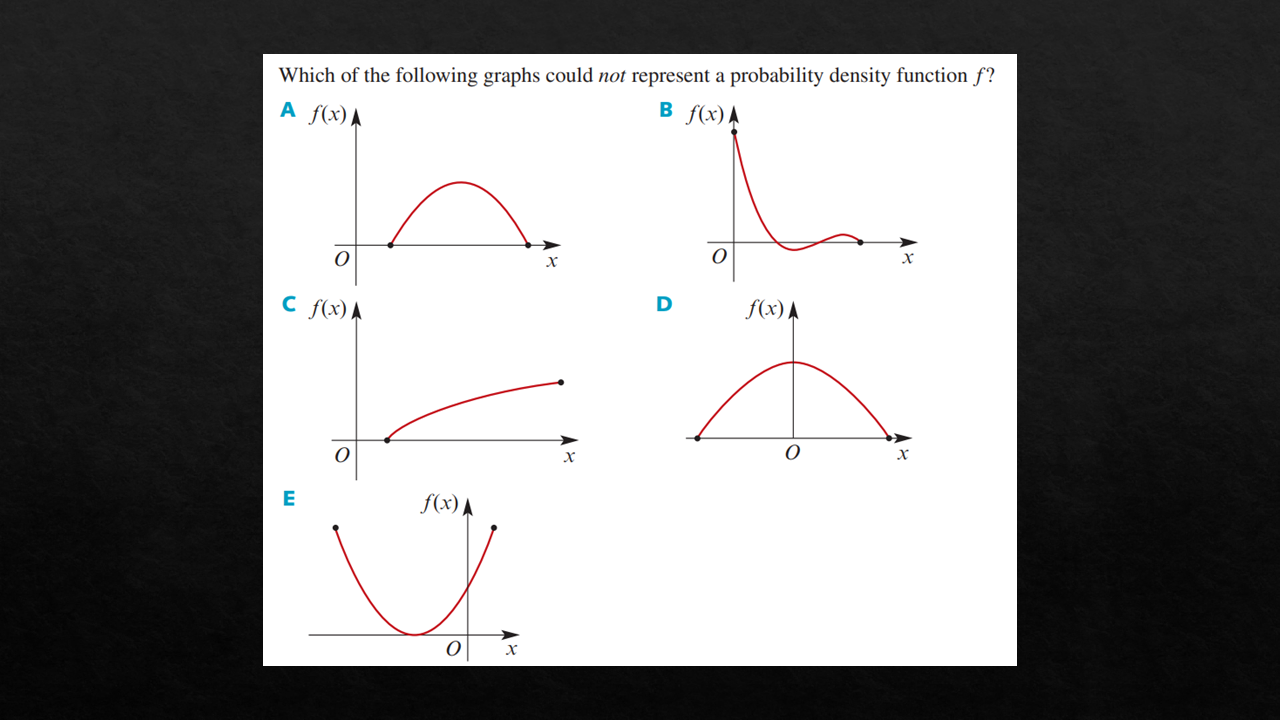 Which of the following graphs could not represent a probability density function f?
A f(x)
O
x
B f(x)
O
x
C f(x)
O
x
D f(x)
O
x
E f(x)
O
x